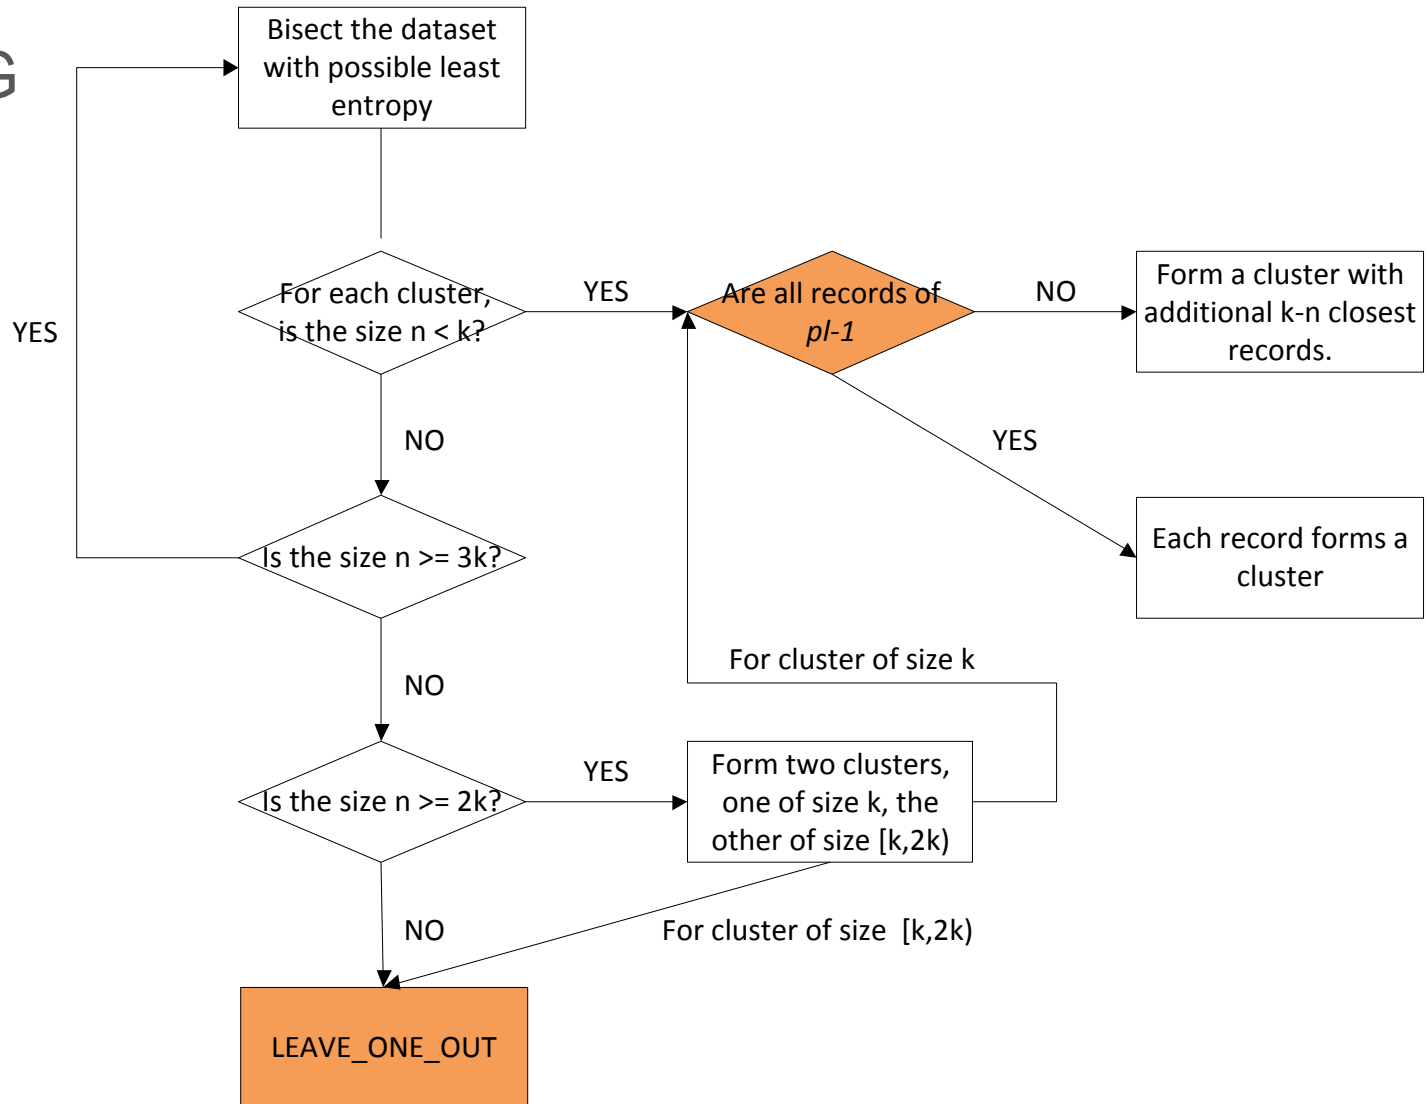 G
Bisect the dataset
with possible least
entropy
For each cluster,
is the size n < k?
YES
Are all records of
pl-1
NO
Form a cluster with
additional k-n closest
records.
YES
NO
YES
Is the size n >= 3k?
Each record forms a
cluster
For cluster of size k
NO
Is the size n >= 2k?
YES
Form two clusters,
one of size k, the
other of size [k,2k)
NO
For cluster of size [k,2k)
LEAVE_ONE_OUT